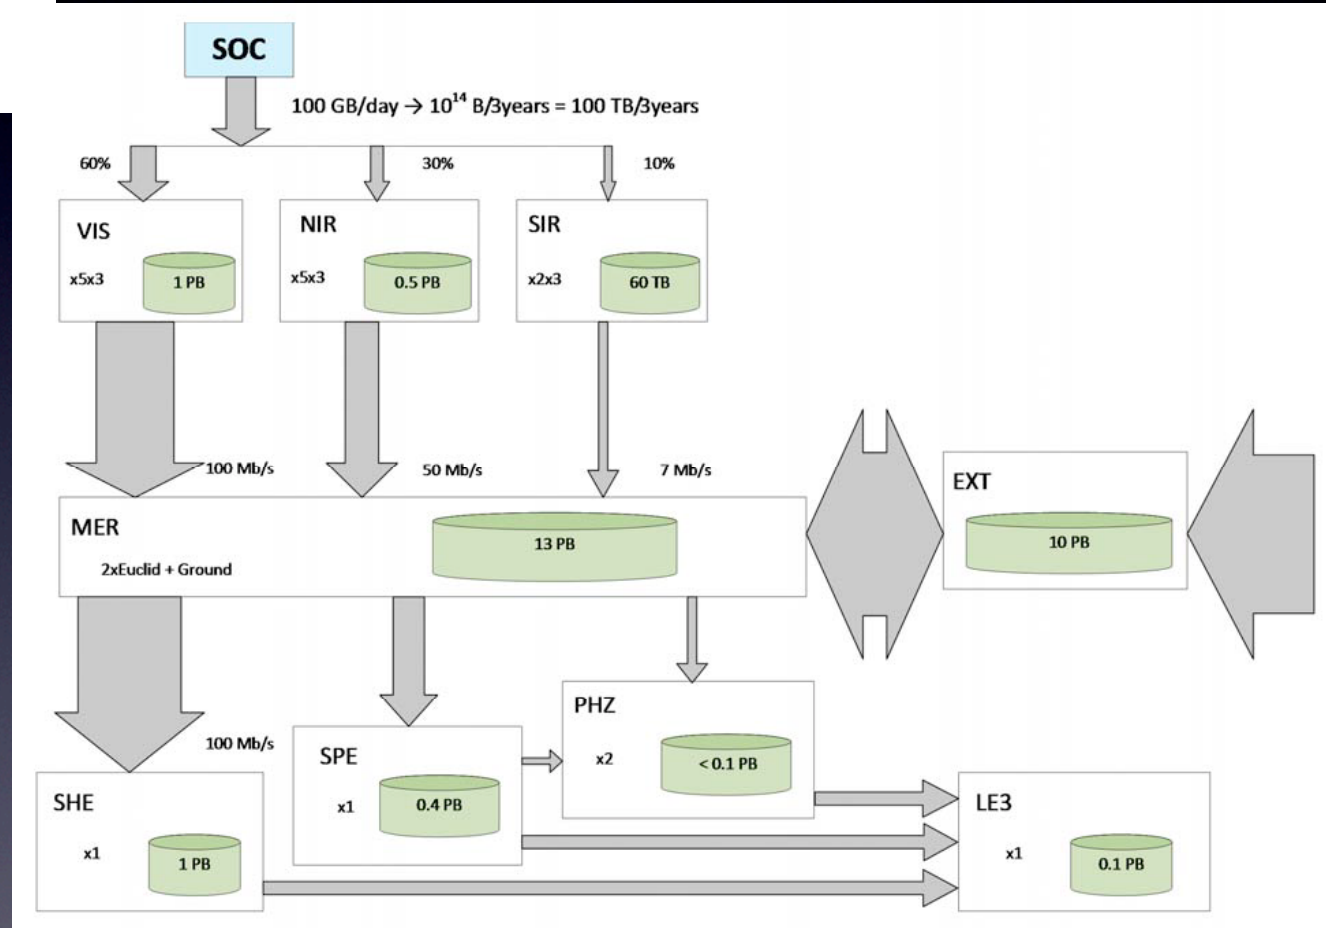 SOC
100 GB/day → 10¹⁴ B/3years = 100 TB/3years
60%
30%
10%
VIS
x5x3
1 PB
NIR
x5x3
0.5 PB
SIR
x2x3
60 TB
100 Mb/s
50 Mb/s
7 Mb/s
MER
13 PB
2xEuclid + Ground
EXT
10 PB
100 Mb/s
SHE
x1
1 PB
SPE
x1
0.4 PB
PHZ
x2
< 0.1 PB
LE3
x1
0.1 PB